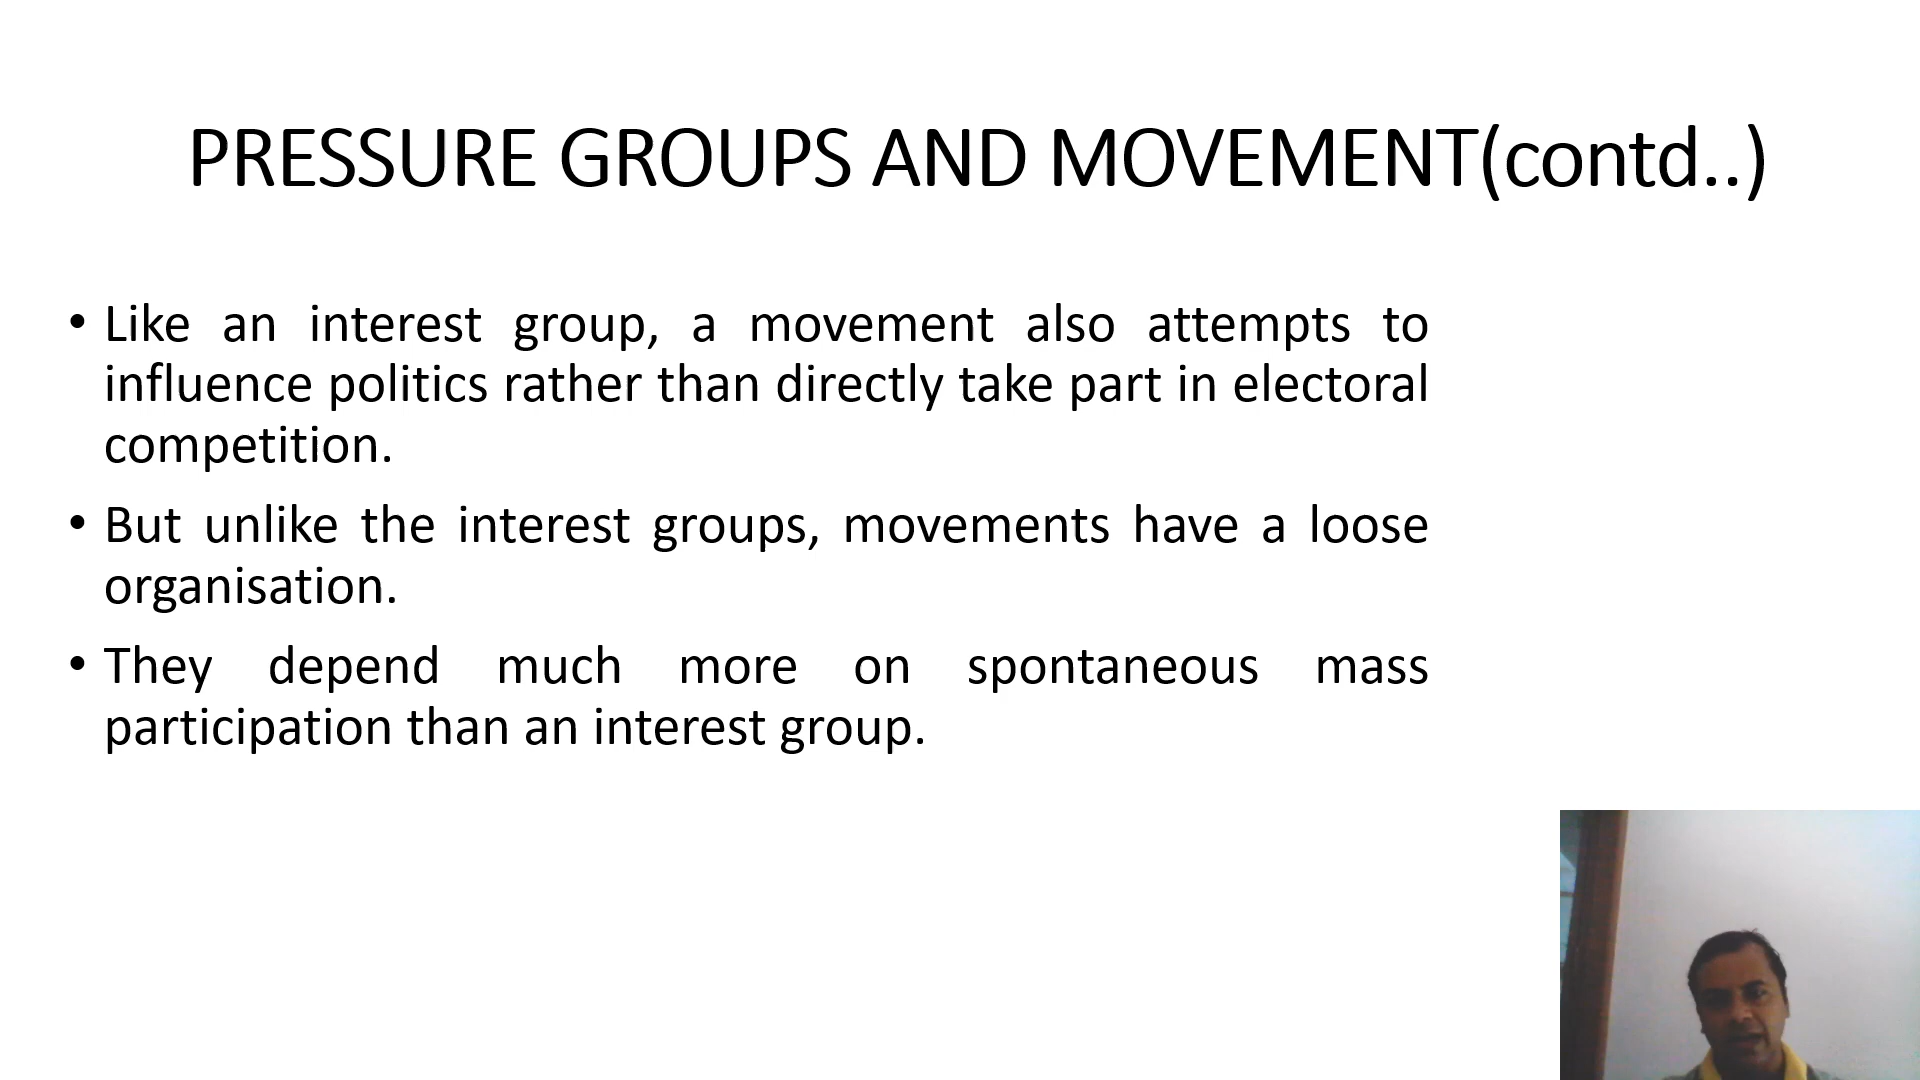 PRESSURE GROUPS AND MOVEMENT(contd..)
• Like an interest group, a movement also attempts to
influence politics rather than directly take part in electoral
competition.
• But unlike the interest groups, movements have a loose
organisation.
• They depend much more on spontaneous mass
participation than an interest group.